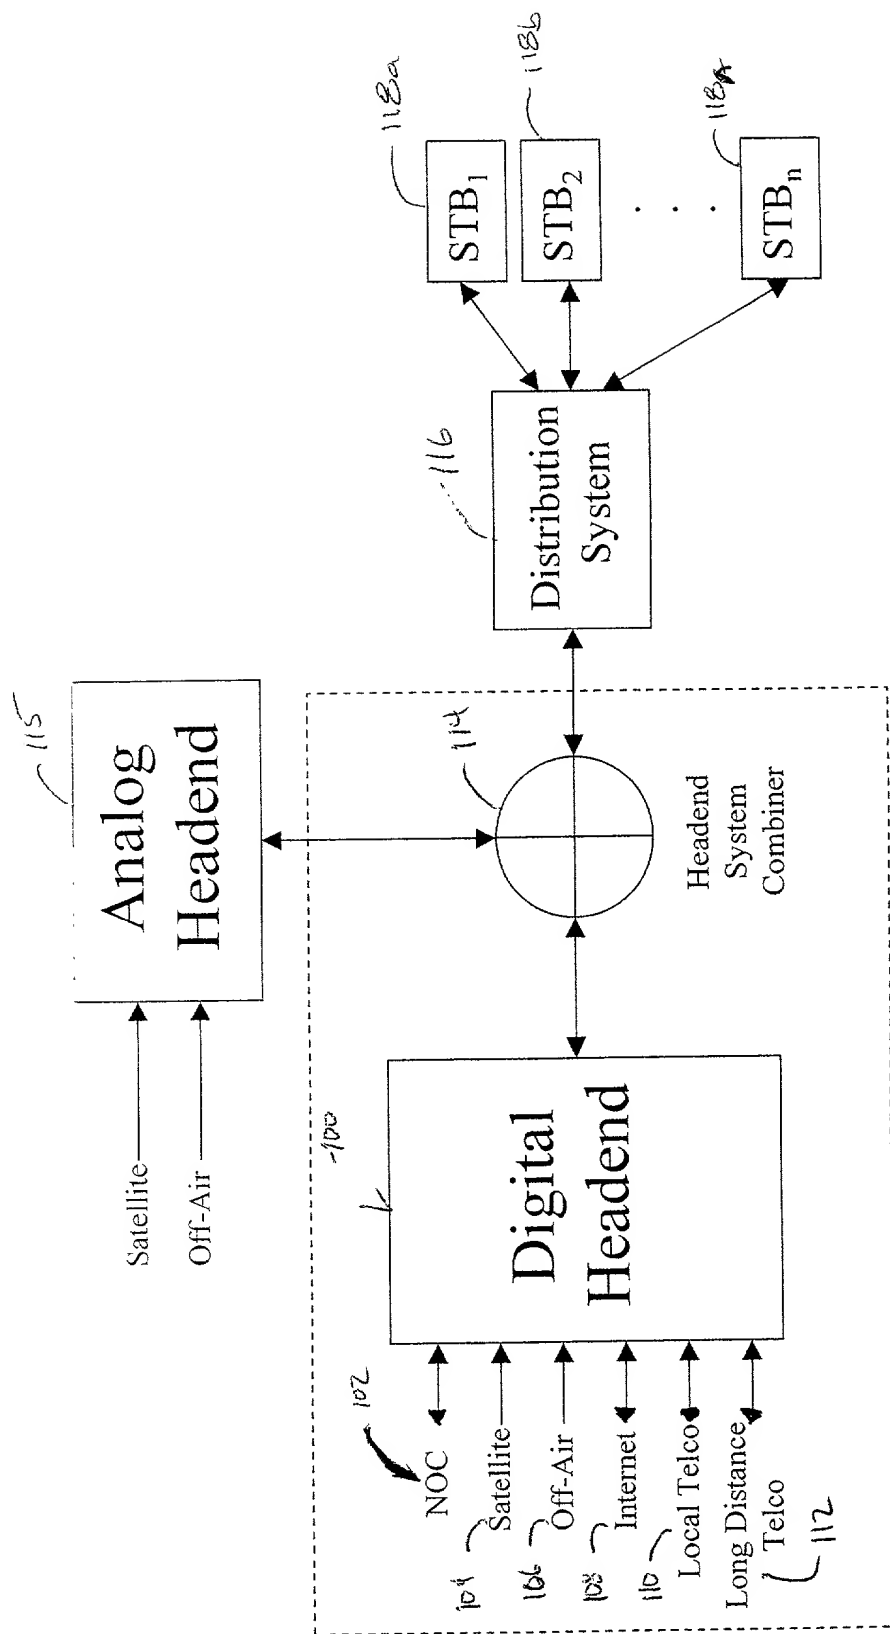 115
Analog
Headend
Satellite
Off-Air
100
Digital
Headend
102
NOC
104
Satellite
106
Off-Air
108
Internet
110
Local Telco
Long Distance
Telco
112
114
Headend
System
Combiner
116
Distribution
System
118a
STB1
118b
STB2
. . .
STBn